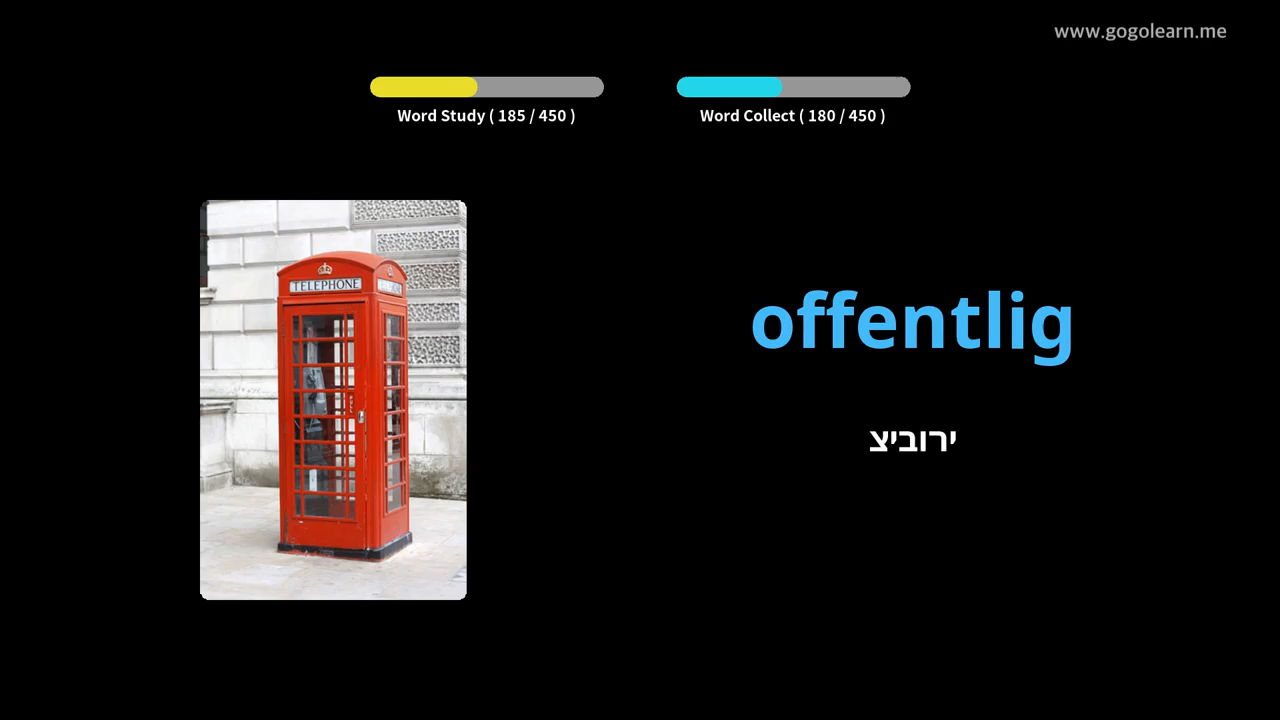 www.gogolearn.me
Word Study ( 185 / 450 )
Word Collect ( 180 / 450 )
TELEPHONE
offentlig
ירוביצ